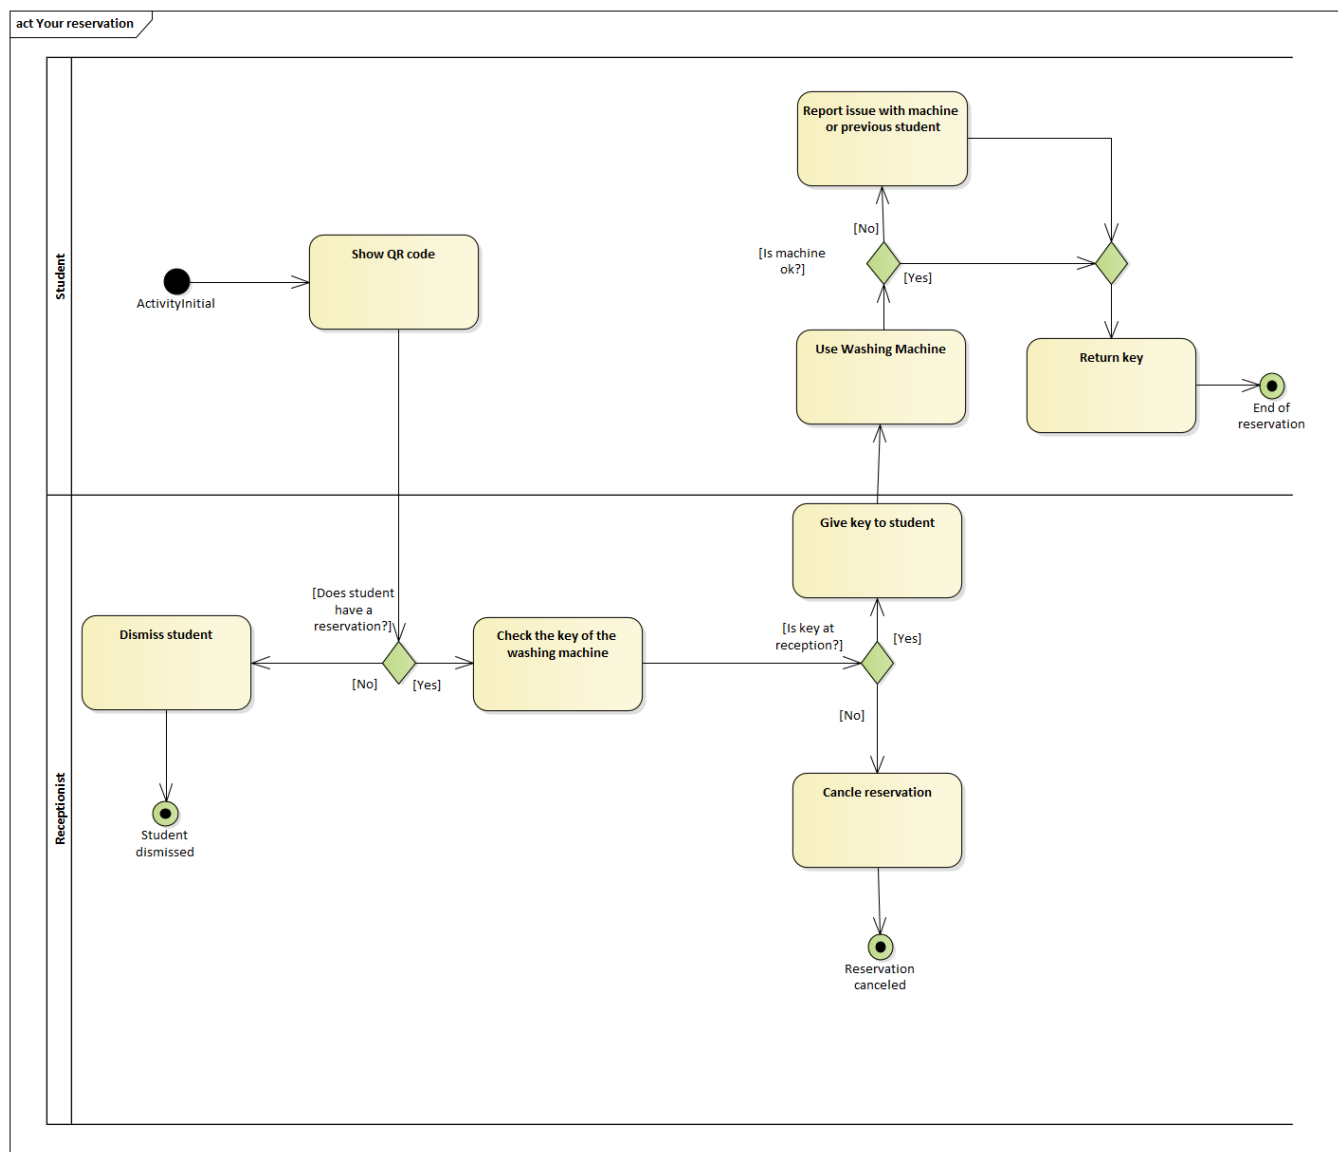 act Your reservation
Student
Report issue with machine
or previous student
[No]
[Is machine
ok?]
[Yes]
Show QR code
ActivityInitial
Use Washing Machine
Return key
End of
reservation
Receptionist
Give key to student
[Does student
have a
reservation?]
Dismiss student
Check the key of the
washing machine
[Is key at
reception?]
[Yes]
[No]
[Yes]
[No]
Cancle reservation
Student
dismissed
Reservation
canceled